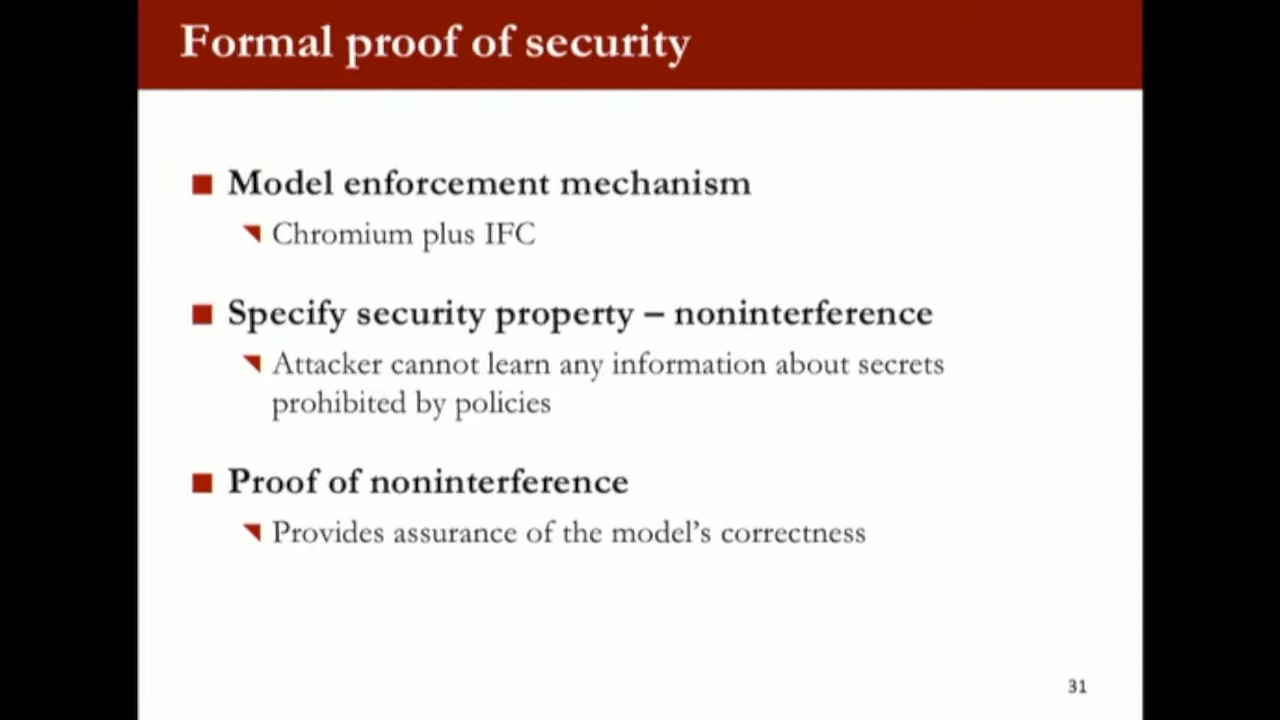 Formal proof of security
Model enforcement mechanism
Chromium plus IFC
Specify security property – noninterference
Attacker cannot learn any information about secrets
prohibited by policies
Proof of noninterference
Provides assurance of the model’s correctness
31